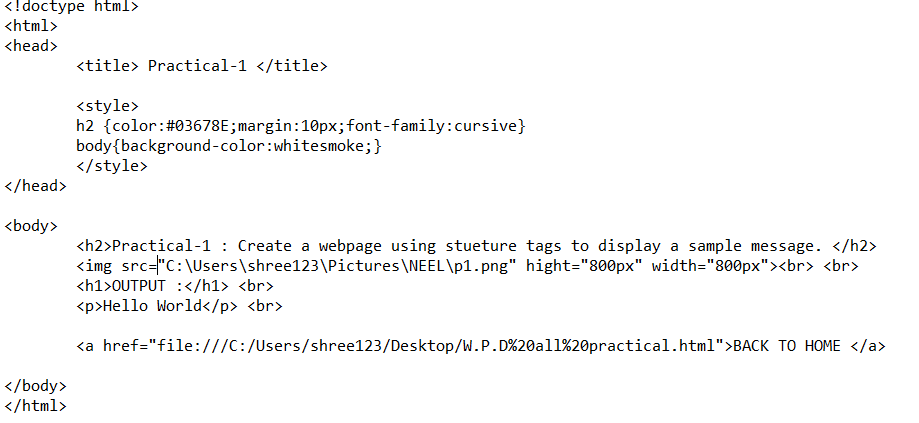 <!doctype html>
<html>
<head>
<title> Practical-1 </title>
<style>
h2 {color:#03678E;margin:10px;font-family:cursive}
body{background-color:whitesmoke;}
</style>
</head>
<body>
<h2>Practical-1 : Create a webpage using stueture tags to display a sample message. </h2>
<img src="C:\Users\shree123\Pictures\NEEL\p1.png" hight="800px" width="800px"><br> <br>
<h1>OUTPUT :</h1> <br>
<p>Hello World</p> <br>
<a href="file:///C:/Users/shree123/Desktop/W.P.D%20all%20practical.html">BACK TO HOME </a>
</body>
</html>